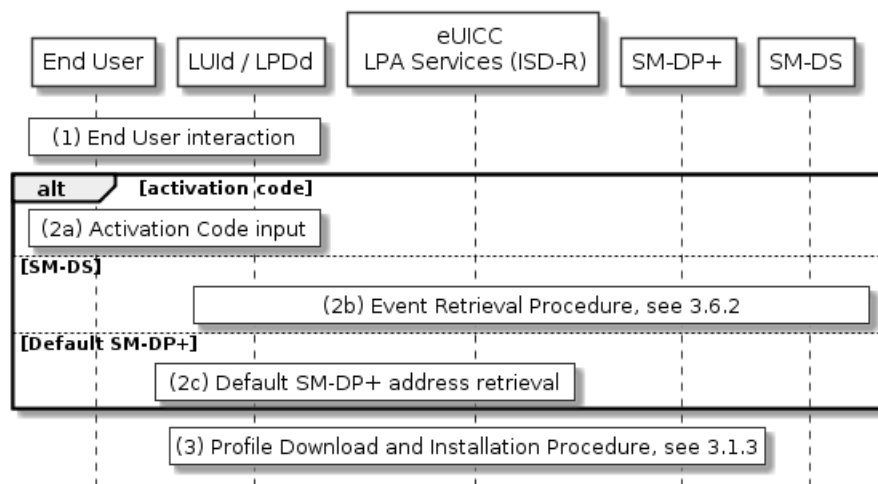 End User
LUId / LPDd
eUICC
LPA Services (ISD-R)
SM-DP+
SM-DS
(1) End User interaction
alt
[activation code]
(2a) Activation Code input
[SM-DS]
(2b) Event Retrieval Procedure, see 3.6.2
[Default SM-DP+]
(2c) Default SM-DP+ address retrieval
(3) Profile Download and Installation Procedure, see 3.1.3